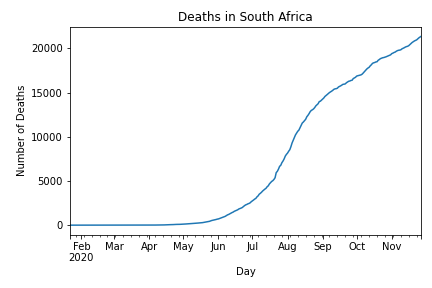 Deaths in South Africa
Number of Deaths
20000
15000
10000
5000
0
Feb Mar Apr May Jun Jul Aug Sep Oct Nov
2020
Day